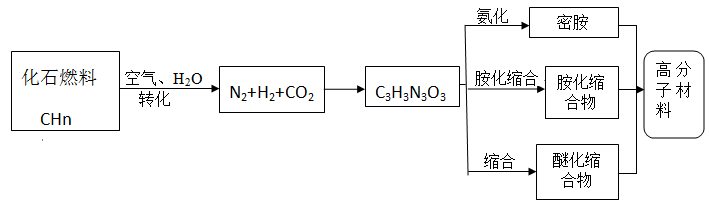 化石燃料
CHn
空气、H₂O
转化
N₂+H₂+CO₂
C₃H₃N₃O₃
氨化
密胺
胺化缩合
胺化缩
合物
缩合
醚化缩
合物
高分
子材
料